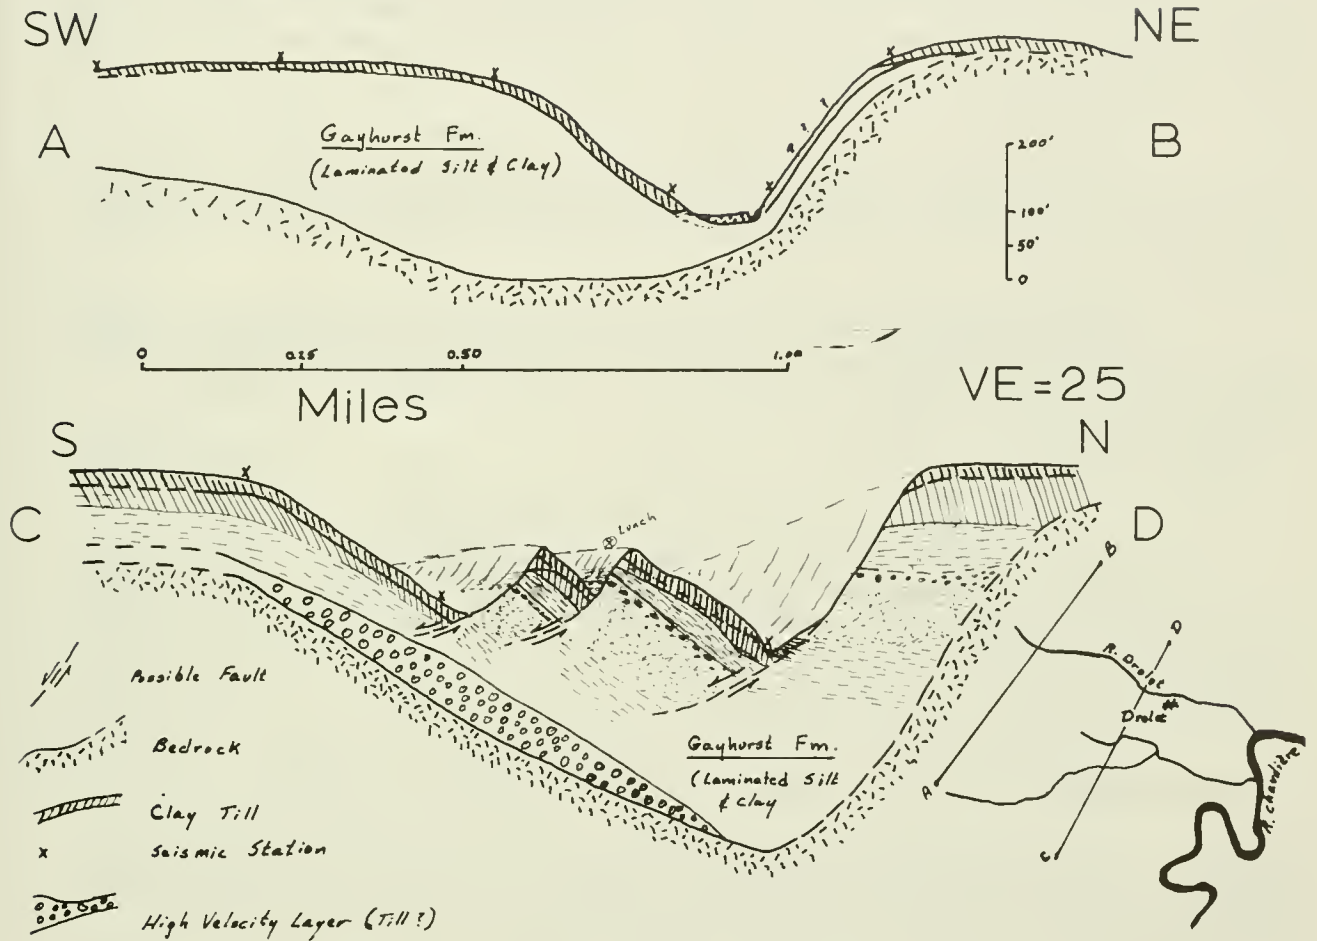 SW
NE
A
Gayhurst Fm.
(Laminated Silt & Clay)
B
200'
100'
50'
0
0
0.25
0.50
1.00
Miles
VE=25
S
N
C
D
Lunch
Possible Fault
Bedrock
Clay Till
x Seismic Station
High Velocity Layer (Till?)
Gayhurst Fm.
(Laminated Silt
& Clay
B
D
R. Drolet
Drolet
A
C
R. Chaudière